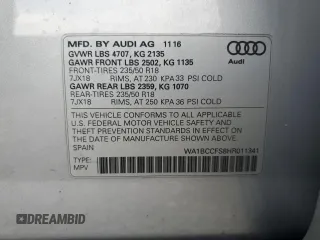 MFD. BY AUDI AG 11 16
GVWR LBS 4707, KG 2135
GAWR FRONT LBS 2502, KG 1135
FRONT-TIRES 235/50 R18
7JX18 RIMS, AT 230 KPA 33 PSI COLD
GAWR REAR LBS 2359, KG 1070
REAR-TIRES 235/50 R18
7JX18 RIMS, AT 250 KPA 36 PSI COLD
Audi
THIS VEHICLE CONFORMS TO ALL APPLICABLE
U.S. FEDERAL MOTOR VEHICLE SAFETY AND
THEFT PREVENTION STANDARDS IN EFFECT
ON THE DATE OF MANUFACTURE SHOWN ABOVE.
SPAIN WA1BCCFS8HR011341
TYPE:
MPV
DREAMBID